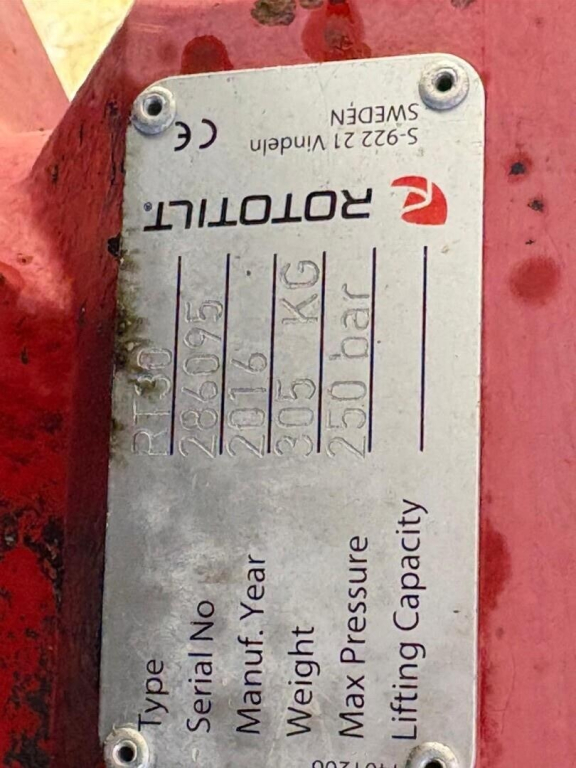 ROTOTILT®
S-922 21 Vindeln
SWEDEN
CE
Type RT30
Serial No 286095
Manuf. Year 2016
Weight 305 KG
Max Pressure 250 bar
Lifting Capacity